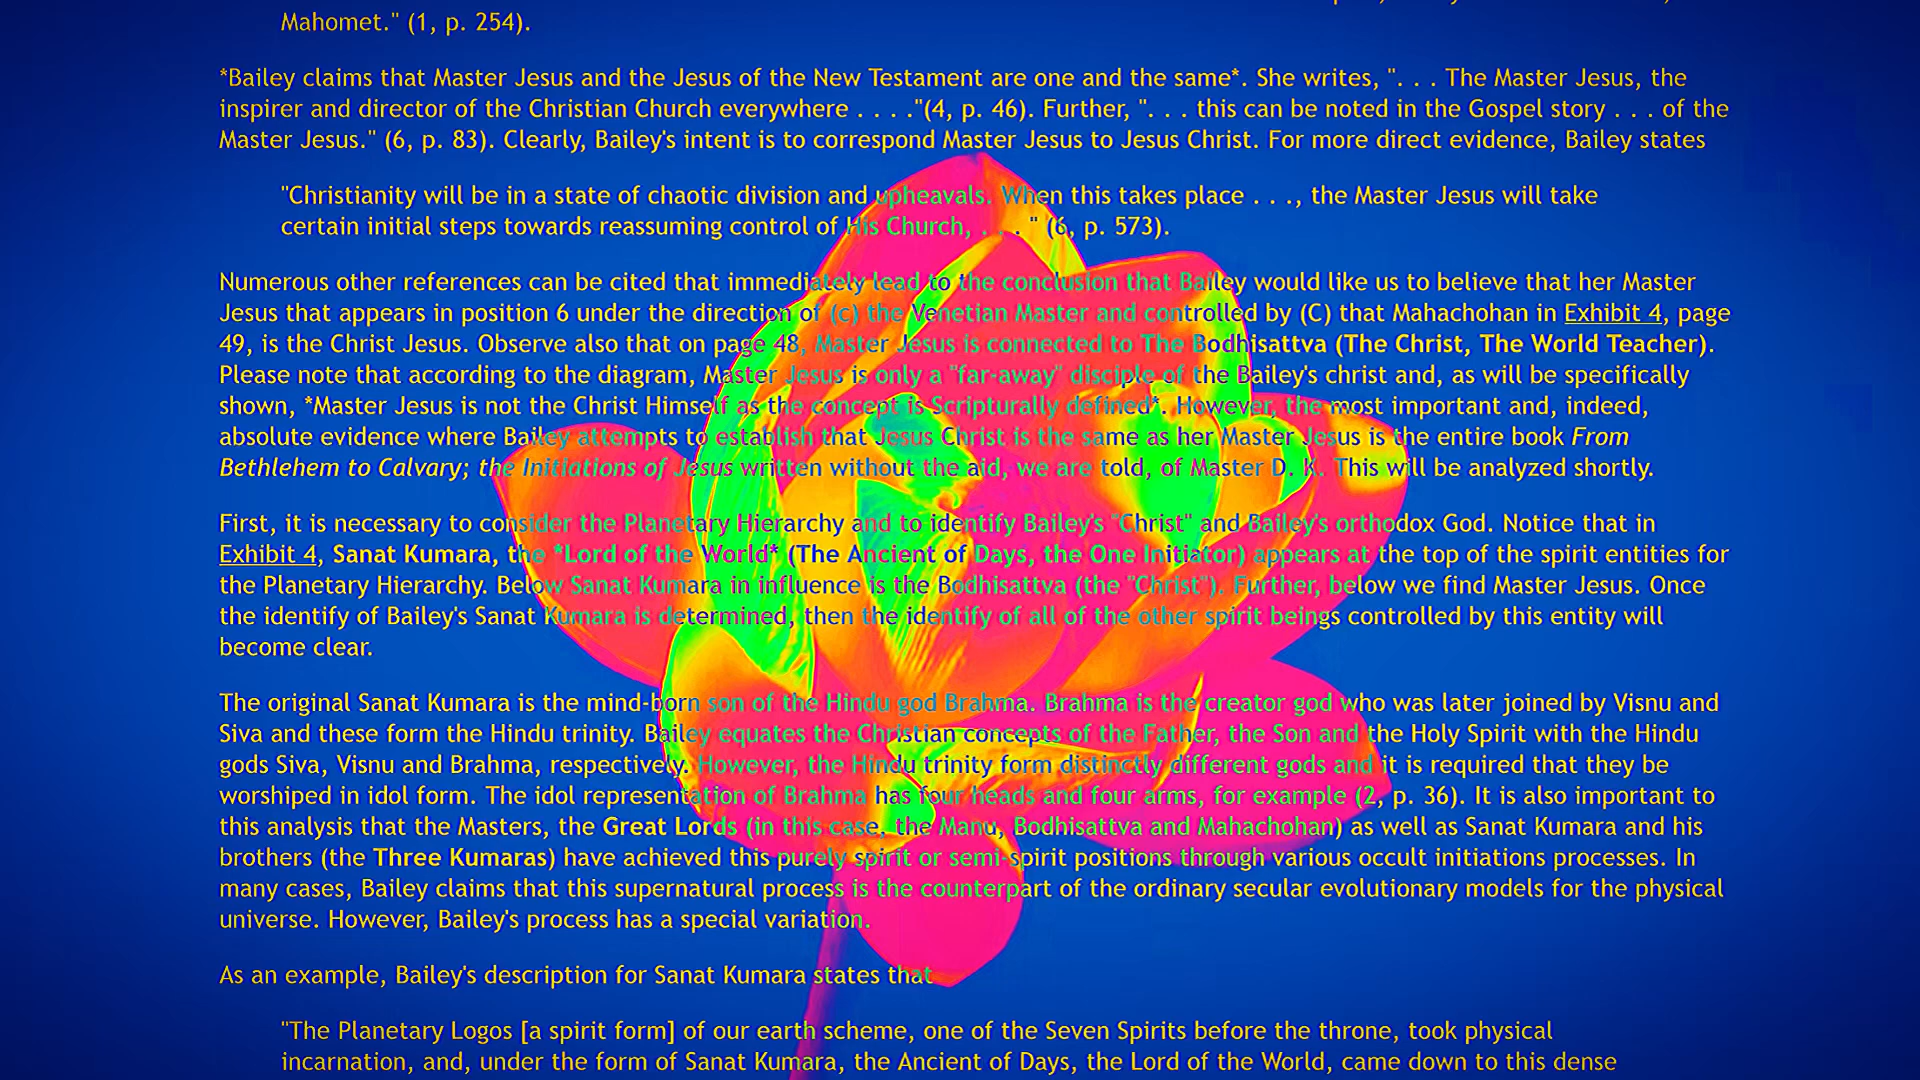 Mahomet." (1, p. 254).
*Bailey claims that Master Jesus and the Jesus of the New Testament are one and the same*. She writes, ". . . The Master Jesus, the
inspirer and director of the Christian Church everywhere . . . ."(4, p. 46). Further, ". . . this can be noted in the Gospel story . . . of the
Master Jesus." (6, p. 83). Clearly, Bailey's intent is to correspond Master Jesus to Jesus Christ. For more direct evidence, Bailey states
"Christianity will be in a state of chaotic division and upheavals. When this takes place . . ., the Master Jesus will take
certain initial steps towards reassuming control of His Church, . . ." (6, p. 573).
Numerous other references can be cited that immediately lead to the conclusion that Bailey would like us to believe that her Master
Jesus that appears in position 6 under the direction of (c) the Venetian Master and controlled by (C) that Mahachohan in Exhibit 4, page
49, is the Christ Jesus. Observe also that on page 48, Master Jesus is connected to The Bodhisattva (The Christ, The World Teacher).
Please note that according to the diagram, Master Jesus is only a "far-away" disciple of the Bailey's christ and, as will be specifically
shown, *Master Jesus is not the Christ Himself as the concept is Scripturally defined*. However, the most important and, indeed,
absolute evidence where Bailey attempts to establish that Jesus Christ is the same as her Master Jesus is the entire book From
Bethlehem to Calvary; the Initiations of Jesus written without the aid, we are told, of Master D. K. This will be analyzed shortly.
First, it is necessary to consider the Planetary Hierarchy and to identify Bailey's "Christ" and Bailey's orthodox God. Notice that in
Exhibit 4, Sanat Kumara, the *Lord of the World* (The Ancient of Days, the One Initiator) appears at the top of the spirit entities for
the Planetary Hierarchy. Below Sanat Kumara in influence is the Bodhisattva (the "Christ"). Further, below we find Master Jesus. Once
the identify of Bailey's Sanat Kumara is determined, then the identify of all of the other spirit beings controlled by this entity will
become clear.
The original Sanat Kumara is the mind-born son of the Hindu god Brahma. Brahma is the creator god who was later joined by Visnu and
Siva and these form the Hindu trinity. Bailey equates the Christian concepts of the Father, the Son and the Holy Spirit with the Hindu
gods Siva, Visnu and Brahma, respectively. However, the Hindu trinity form distinctly different gods and it is required that they be
worshiped in idol form. The idol representation of Brahma has four heads and four arms, for example (2, p. 36). It is also important to
this analysis that the Masters, the Great Lords (in this case, the Manu, Bodhisattva and Mahachohan) as well as Sanat Kumara and his
brothers (the Three Kumaras) have achieved this purely spirit or semi-spirit positions through various occult initiations processes. In
many cases, Bailey claims that this supernatural process is the counterpart of the ordinary secular evolutionary models for the physical
universe. However, Bailey's process has a special variation.
As an example, Bailey's description for Sanat Kumara states that
"The Planetary Logos [a spirit form] of our earth scheme, one of the Seven Spirits before the throne, took physical
incarnation, and, under the form of Sanat Kumara, the Ancient of Days, the Lord of the World, came down to this dense